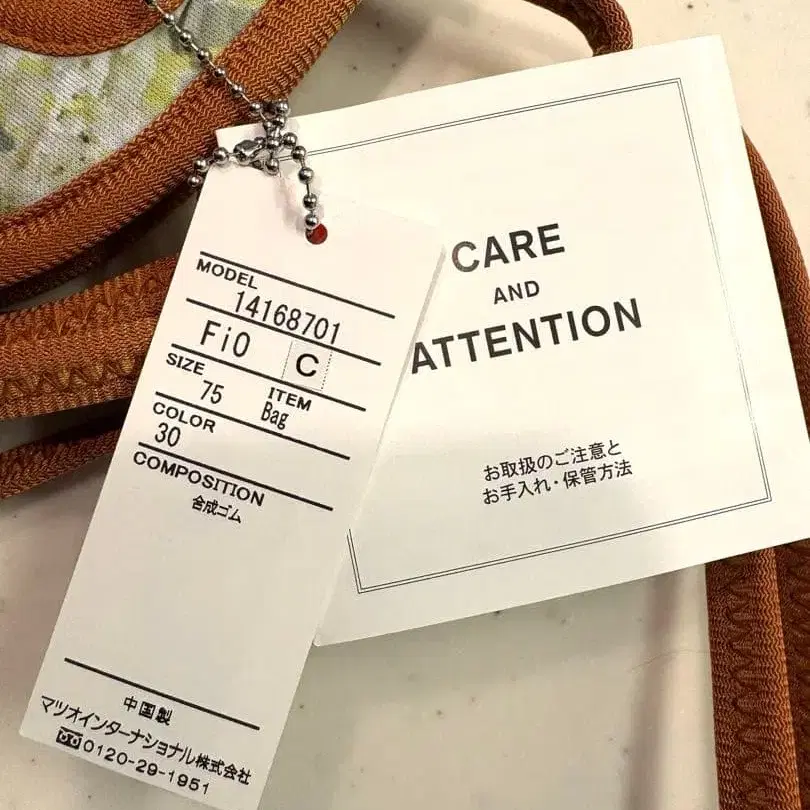 MODEL
14168701
Fi0 C
SIZE ITEM
75 Bag
COLOR
30
COMPOSITION
合成ゴム
中国製
マツオインターナショナル株式会社
0120-29-1951
CARE
AND
ATTENTION
お取扱のご注意と
お手入れ・保管方法